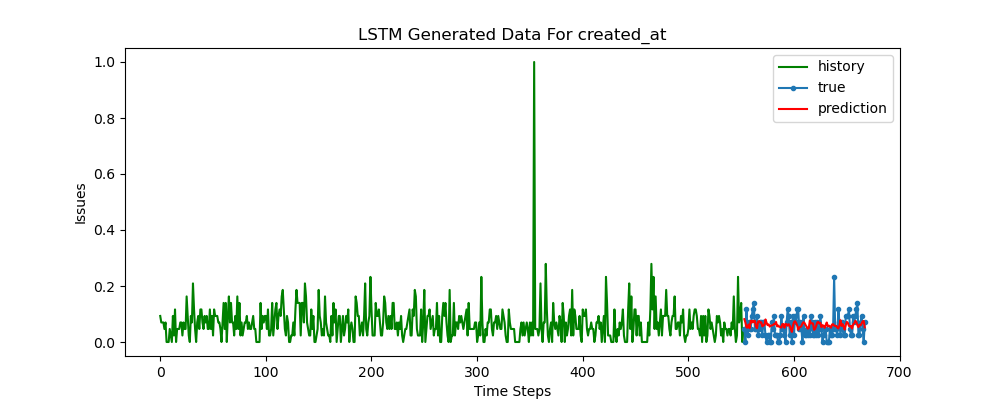 LSTM Generated Data For created_at
history
true
prediction
Issues
1.0
0.8
0.6
0.4
0.2
0.0
0 100 200 300 400 500 600 700
Time Steps